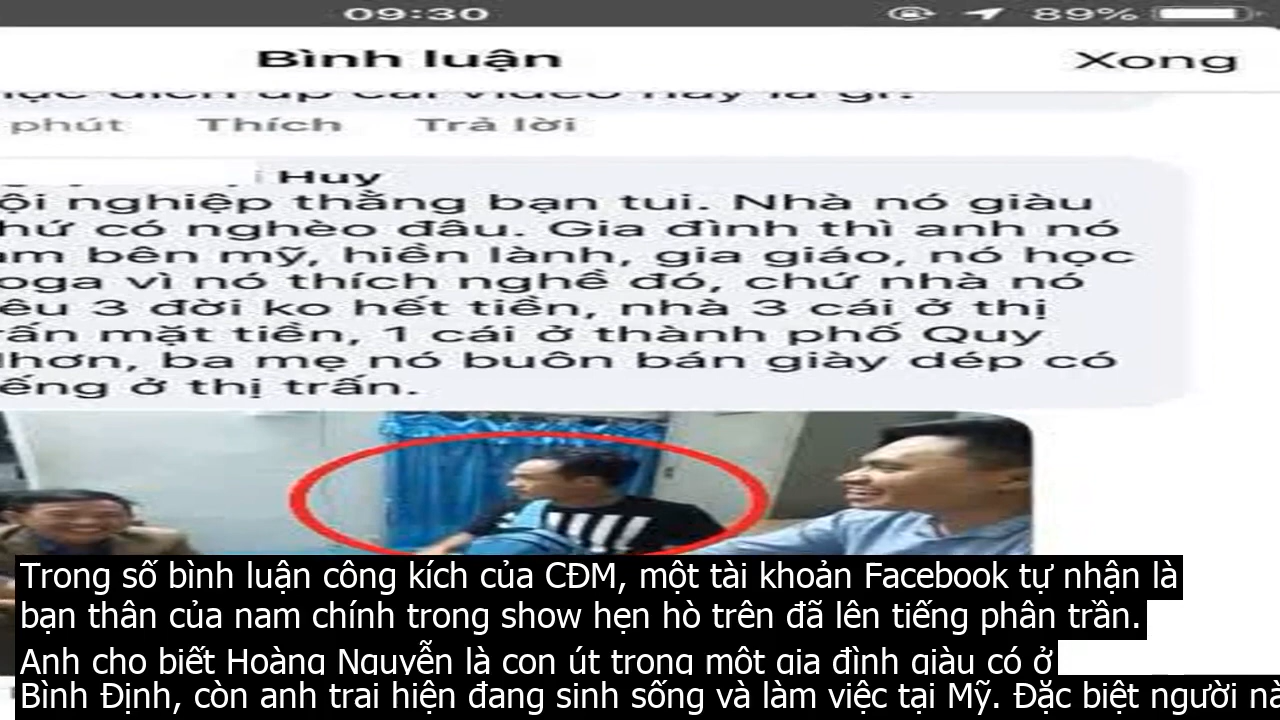 09:30 89%
Bình luận Xong
phút Thích Trả lời
Huy
ội nghiệp thằng bạn tui. Nhà nó giàu
hứ có nghèo đâu. Gia đình thì anh nó
àm bên mỹ, hiền lành, gia giáo, nó học
oga vì nó thích nghề đó, chứ nhà nó
êu 3 đời ko hết tiền, nhà 3 cái ở thị
rấn mặt tiền, 1 cái ở thành phố Quy
Nhơn, ba mẹ nó buôn bán giày dép có
iếng ở thị trấn.
Trong số bình luận công kích của CĐM, một tài khoản Facebook tự nhận là
bạn thân của nam chính trong show hẹn hò trên đã lên tiếng phân trần.
Anh cho biết Hoàng Nguyễn là con út trong một gia đình giàu có ở
Bình Định, còn anh trai hiện đang sinh sống và làm việc tại Mỹ. Đặc biệt người nà